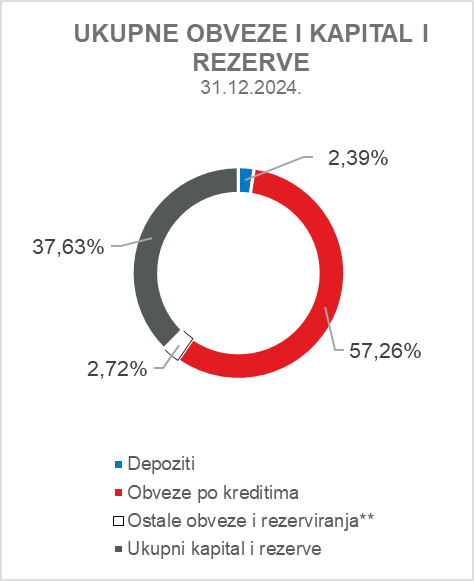 UKUPNE OBVEZE I KAPITAL I
REZERVE
31.12.2024.
2,39%
37,63%
57,26%
2,72%
Depoziti
Obveze po kreditima
Ostale obveze i rezerviranja**
Ukupni kapital i rezerve